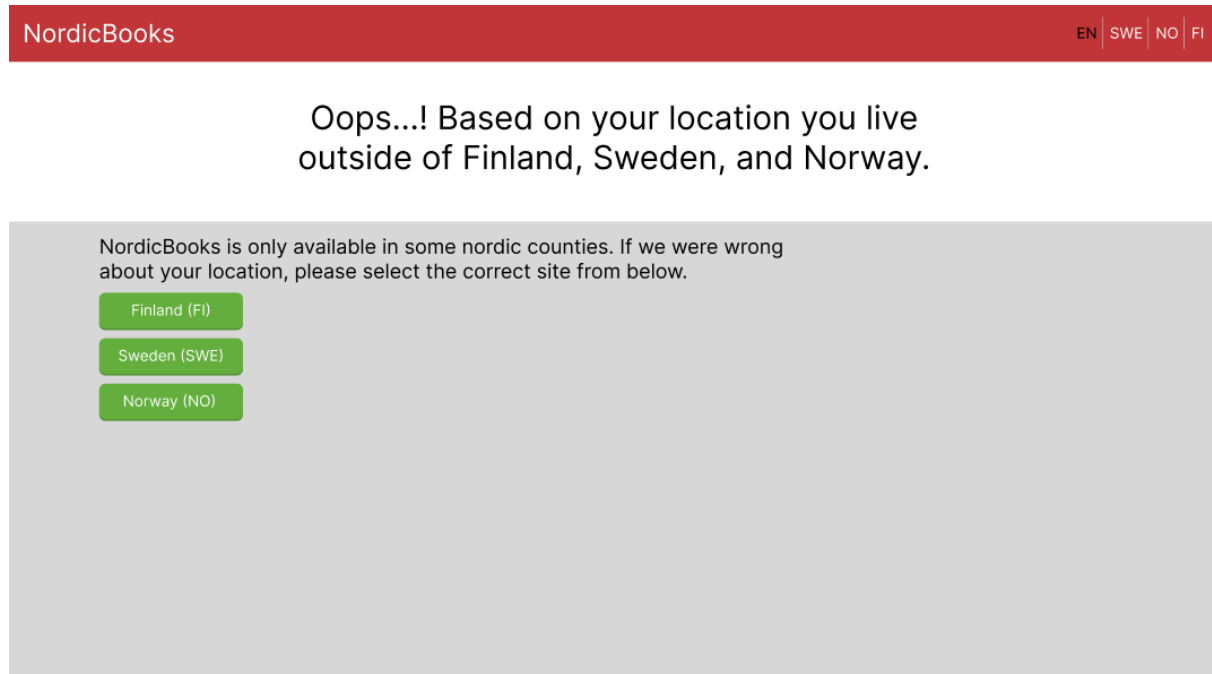 NordicBooks
EN SWE NO FI
Oops...! Based on your location you live
outside of Finland, Sweden, and Norway.
NordicBooks is only available in some nordic counties. If we were wrong
about your location, please select the correct site from below.
Finland (FI)
Sweden (SWE)
Norway (NO)